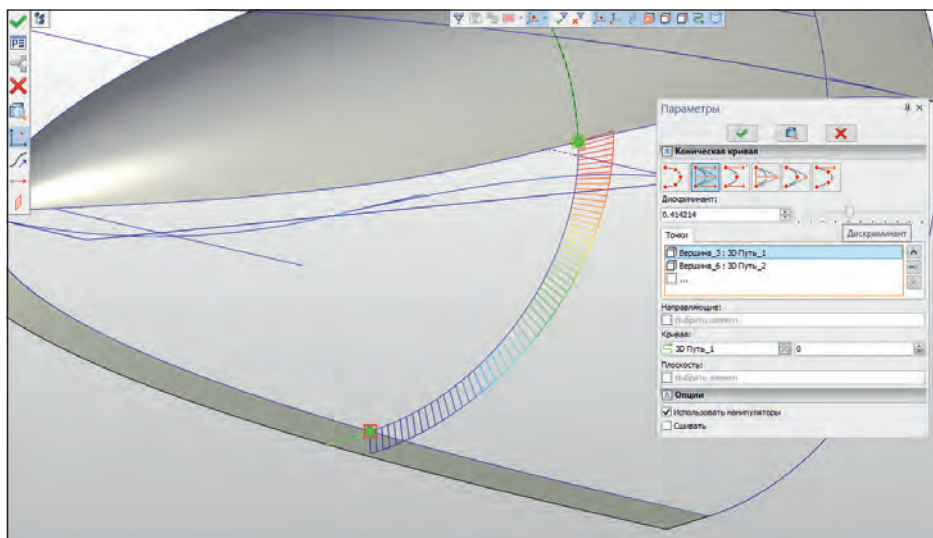 Параметры
Коническая кривая
Дискриминант:
0.414214
Дискриминант
Точки
Вершина_3 : 3D Путь_1
Вершина_6 : 3D Путь_2
...
Направляющие:
Выбрать элемент
Кривая:
3D Путь_1
0
Плоскость:
Выбрать элемент
Опции
Использовать манипуляторы
Сшивать